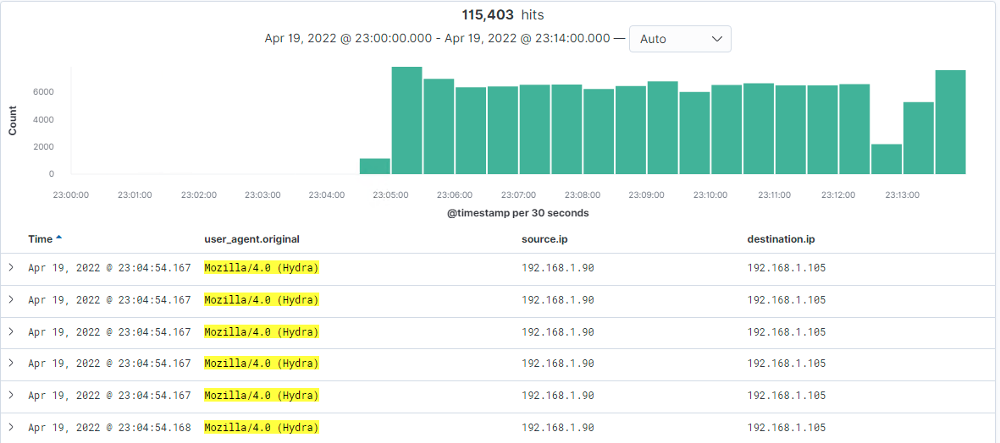 115,403 hits
Apr 19, 2022 @ 23:00:00.000 - Apr 19, 2022 @ 23:14:00.000 — Auto
Count
6000
4000
2000
0
23:00:00 23:01:00 23:02:00 23:03:00 23:04:00 23:05:00 23:06:00 23:07:00 23:08:00 23:09:00 23:10:00 23:11:00 23:12:00 23:13:00
@timestamp per 30 seconds
Time user_agent.original source.ip destination.ip
Apr 19, 2022 @ 23:04:54.167 Mozilla/4.0 (Hydra) 192.168.1.90 192.168.1.105
Apr 19, 2022 @ 23:04:54.167 Mozilla/4.0 (Hydra) 192.168.1.90 192.168.1.105
Apr 19, 2022 @ 23:04:54.167 Mozilla/4.0 (Hydra) 192.168.1.90 192.168.1.105
Apr 19, 2022 @ 23:04:54.167 Mozilla/4.0 (Hydra) 192.168.1.90 192.168.1.105
Apr 19, 2022 @ 23:04:54.167 Mozilla/4.0 (Hydra) 192.168.1.90 192.168.1.105
Apr 19, 2022 @ 23:04:54.168 Mozilla/4.0 (Hydra) 192.168.1.90 192.168.1.105